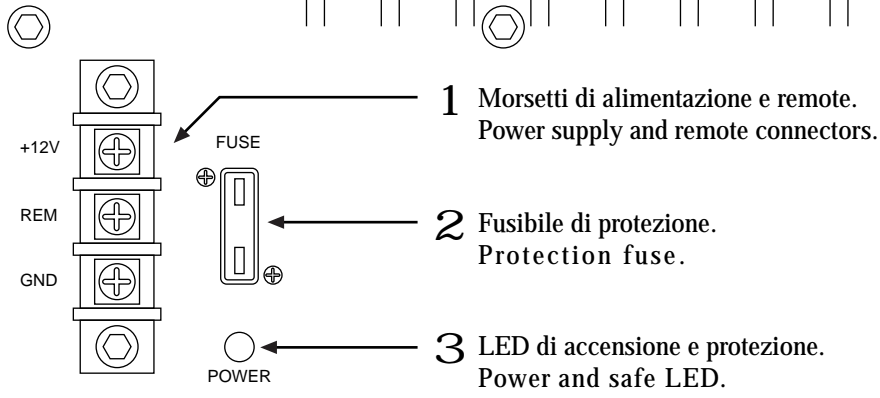 1 Morsetti di alimentazione e remote.
Power supply and remote connectors.
+12V
FUSE
REM
2 Fusibile di protezione.
Protection fuse.
GND
3 LED di accensione e protezione.
Power and safe LED.
POWER